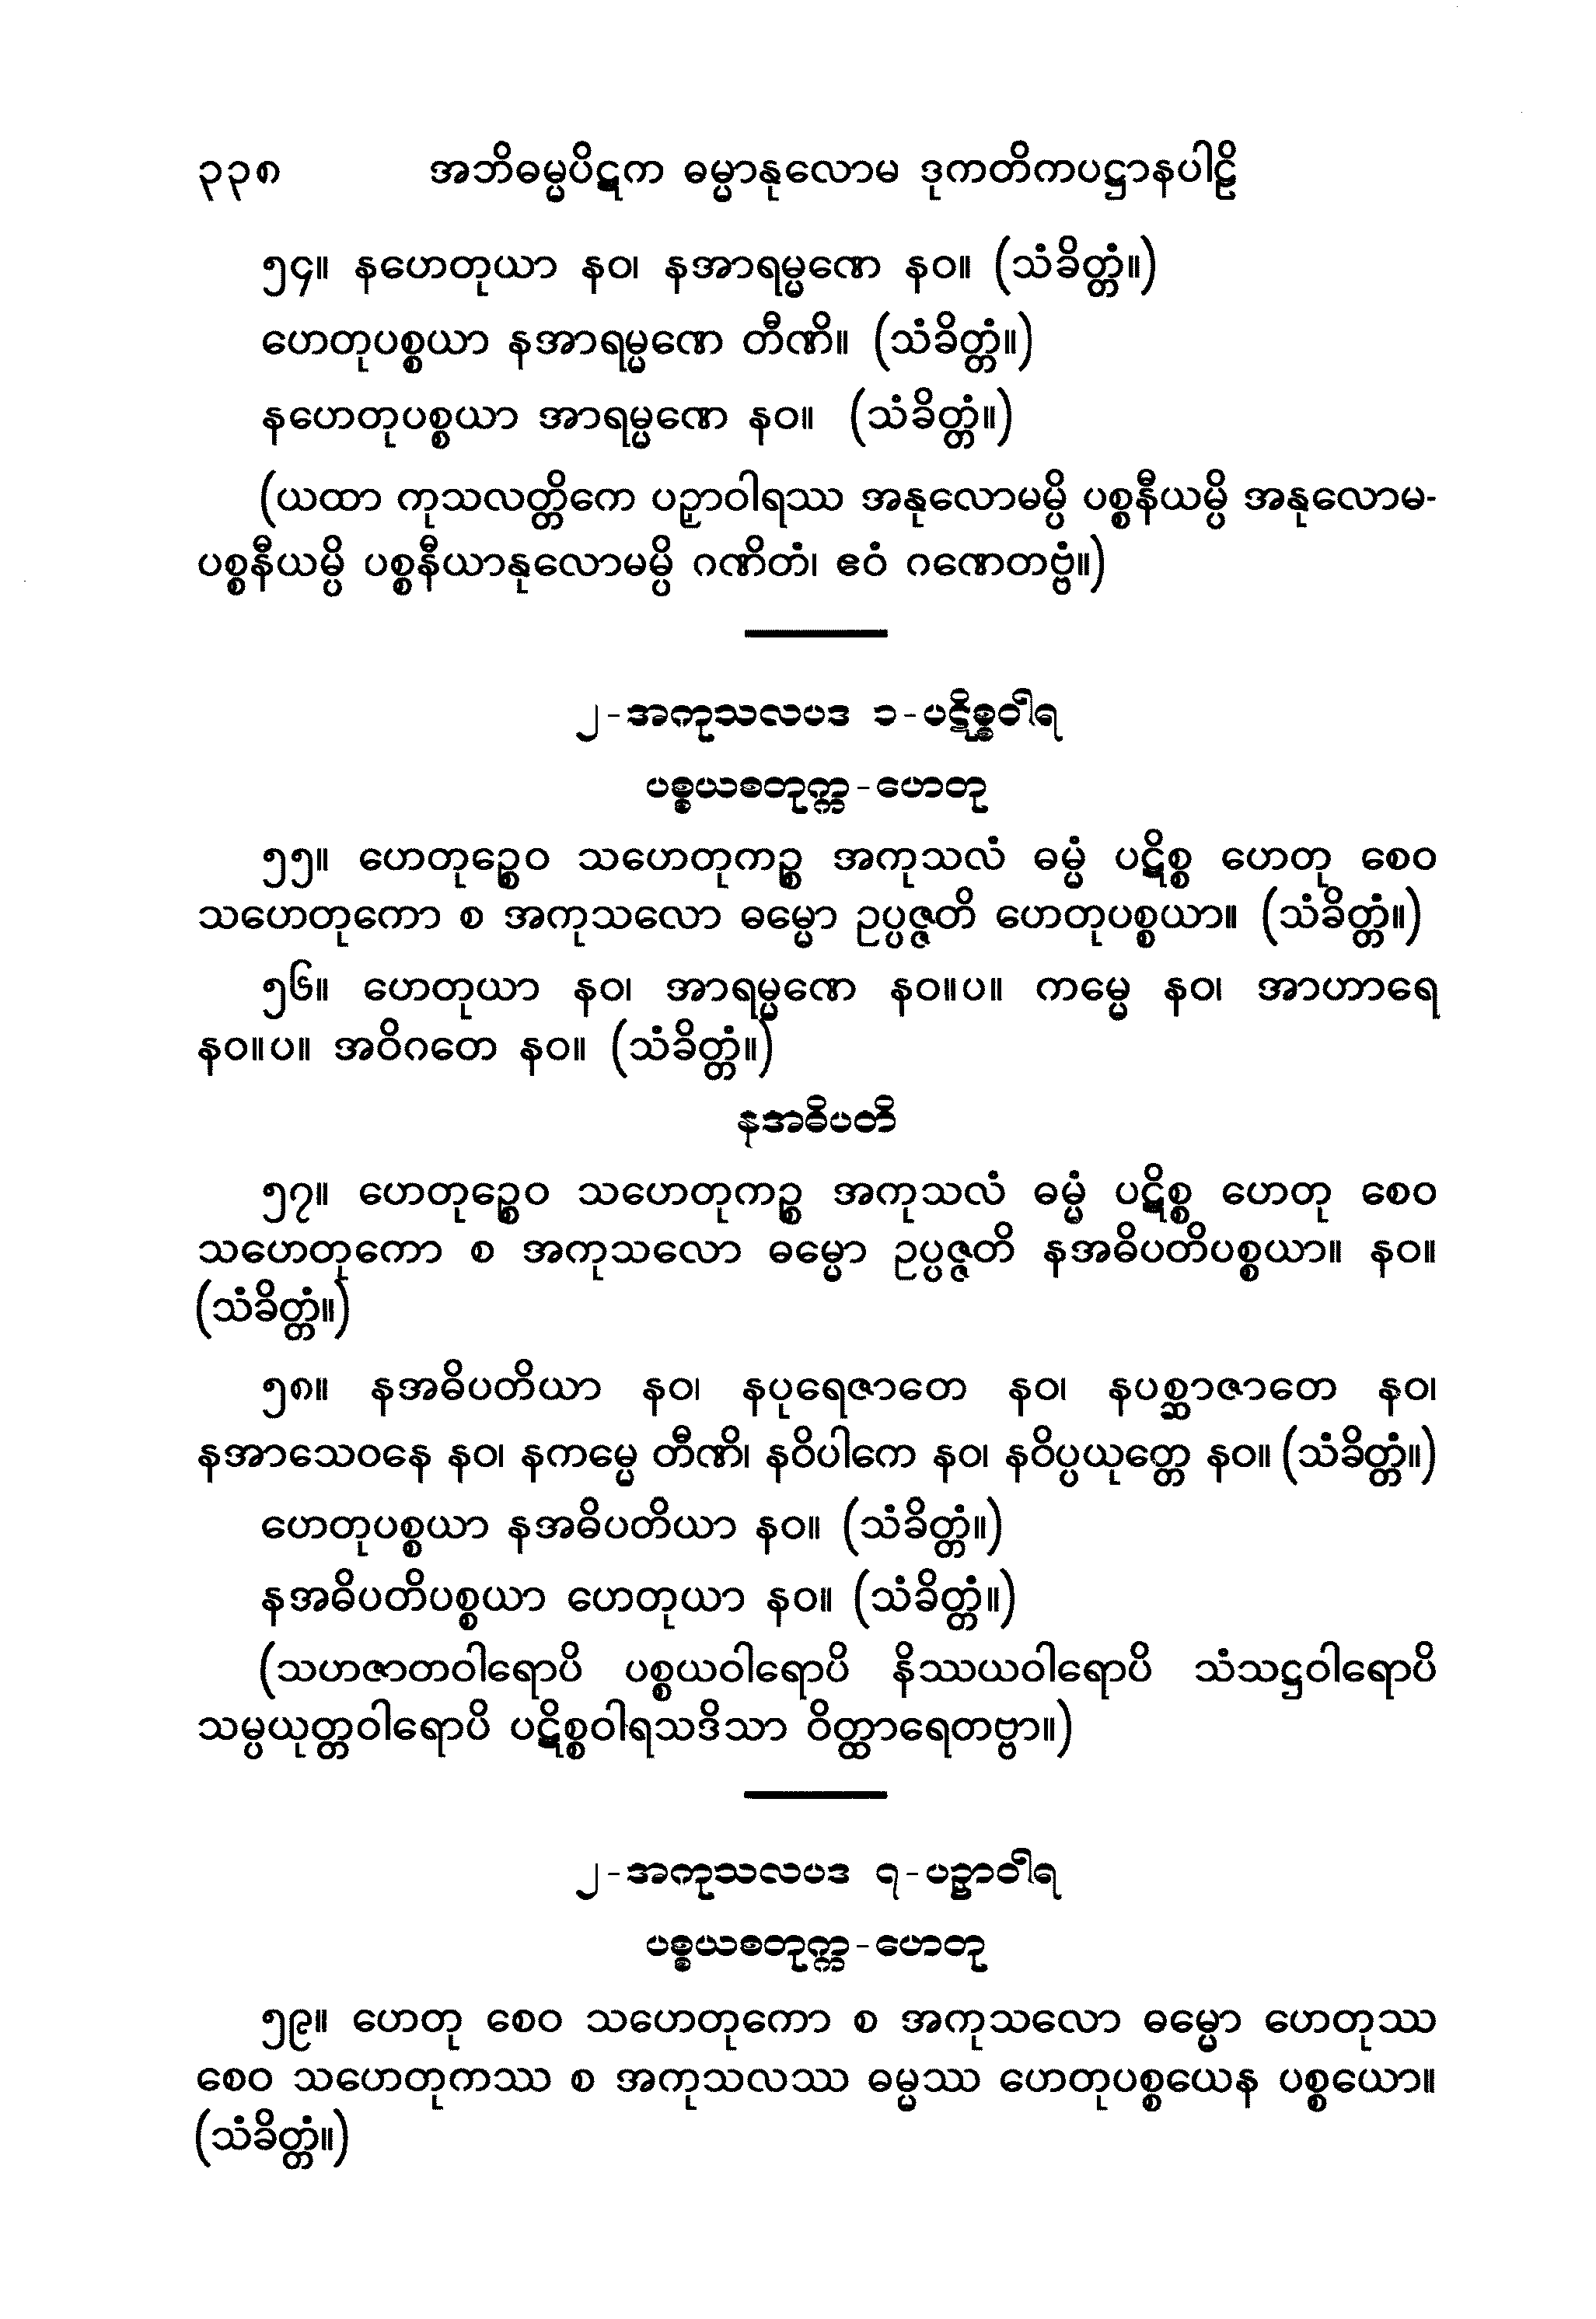 ၃၃၈ အဘိဓမ္မပိဋက ဓမ္မာနုလောမ ဒုကတိကပဋ္ဌာနပါဠိ
၅၄။ နဟေတုယာ နဝ၊ နအာရမ္မဏေ နဝ။ (သံခိတ္တံ။)
ဟေတုပစ္စယာ နအာရမ္မဏေ တီဏိ။ (သံခိတ္တံ။)
နဟေတုပစ္စယာ အာရမ္မဏေ နဝ။ (သံခိတ္တံ။)
(ယထာ ကုသလတ္တိကေ ပဉှာဝါရဿ အနုလောမမ္ပိ ပစ္စနီယမ္ပိ အနုလောမ-
ပစ္စနီယမ္ပိ ပစ္စနီယာနုလောမမ္ပိ ဂဏိတံ၊ ဧဝံ ဂဏေတဗ္ဗံ။)
၂-အကုသလပဒ ၁-ပဋိစ္စဝါရ
ပစ္စယစတုက္က-ဟေတု
၅၅။ ဟေတုဉ္စေဝ သဟေတုကဉ္စ အကုသလံ ဓမ္မံ ပဋိစ္စ ဟေတု စေဝ
သဟေတုကော စ အကုသလော ဓမ္မော ဥပ္ပဇ္ဇတိ ဟေတုပစ္စယာ။ (သံခိတ္တံ။)
၅၆။ ဟေတုယာ နဝ၊ အာရမ္မဏေ နဝ။ပ။ ကမ္မေ နဝ၊ အာဟာရေ
နဝ။ပ။ အဝိဂတေ နဝ။ (သံခိတ္တံ။)
နအဓိပတိ
၅၇။ ဟေတုဉ္စေဝ သဟေတုကဉ္စ အကုသလံ ဓမ္မံ ပဋိစ္စ ဟေတု စေဝ
သဟေတုကော စ အကုသလော ဓမ္မော ဥပ္ပဇ္ဇတိ နအဓိပတိပစ္စယာ။ နဝ။
(သံခိတ္တံ။)
၅၈။ နအဓိပတိယာ နဝ၊ နပုရေဇာတေ နဝ၊ နပစ္ဆာဇာတေ နဝ၊
နအာသေဝနေ နဝ၊ နကမ္မေ တီဏိ၊ နဝိပါကေ နဝ၊ နဝိပ္ပယုတ္တေ နဝ။ (သံခိတ္တံ။)
ဟေတုပစ္စယာ နအဓိပတိယာ နဝ။ (သံခိတ္တံ။)
နအဓိပတိပစ္စယာ ဟေတုယာ နဝ။ (သံခိတ္တံ။)
(သဟဇာတဝါရောပိ ပစ္စယဝါရောပိ နိဿယဝါရောပိ သံသဋ္ဌဝါရောပိ
သမ္ပယုတ္တဝါရောပိ ပဋိစ္စဝါရသဒိသာ ဝိတ္ထာရေတဗ္ဗာ။)
၂-အကုသလပဒ ၇-ပဉှာဝါရ
ပစ္စယစတုက္က-ဟေတု
၅၉။ ဟေတု စေဝ သဟေတုကော စ အကုသလော ဓမ္မော ဟေတုဿ
စေဝ သဟေတုကဿ စ အကုသလဿ ဓမ္မဿ ဟေတုပစ္စယေန ပစ္စယော။
(သံခိတ္တံ။)